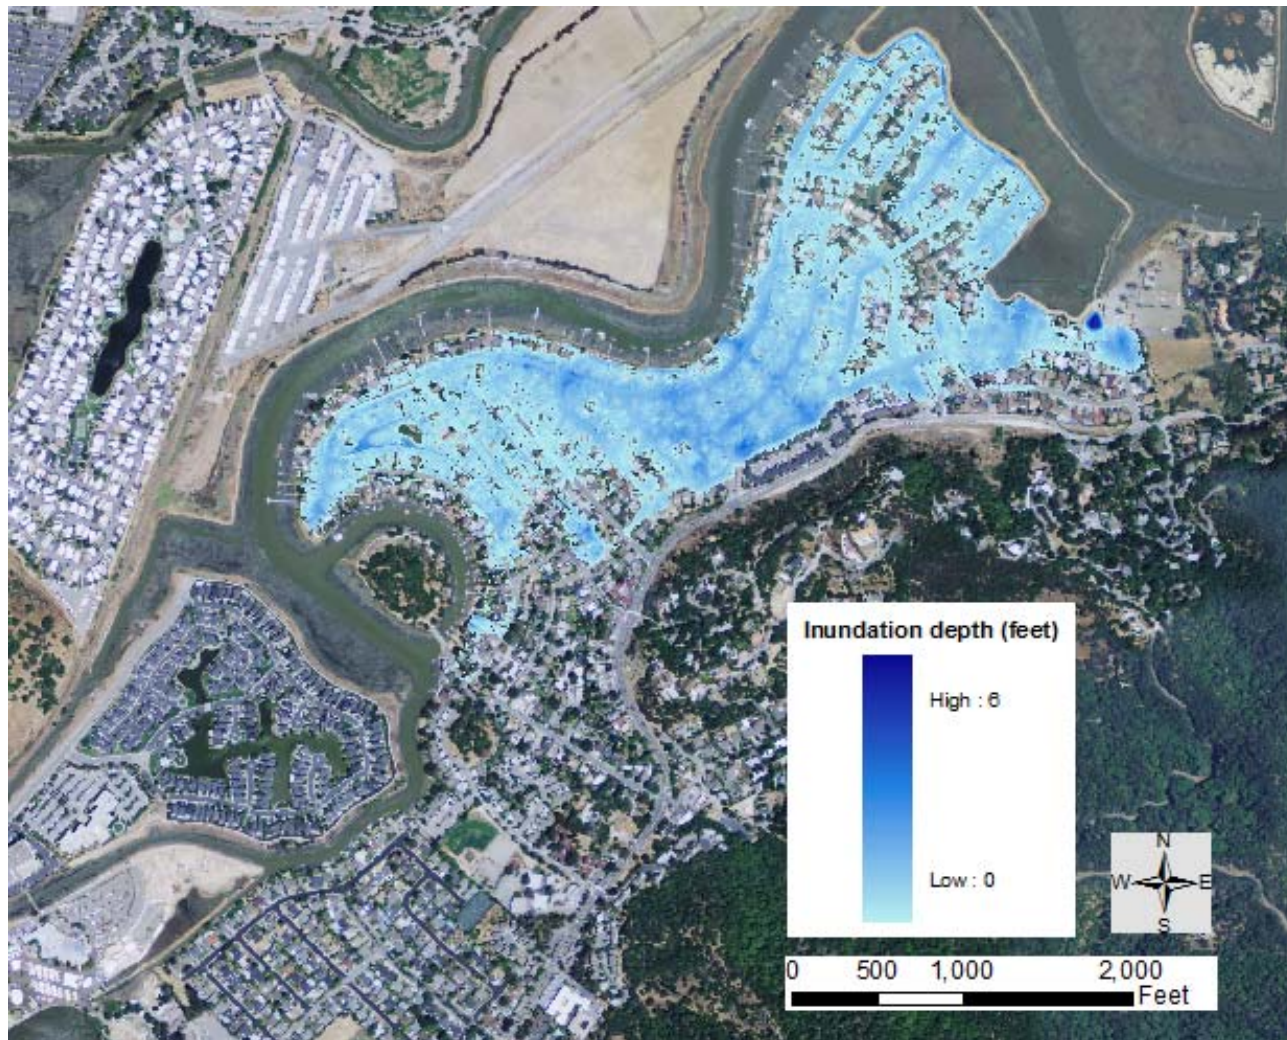 Inundation depth (feet)
High : 6
Low : 0
N
W E
S
0 500 1,000 2,000
Feet